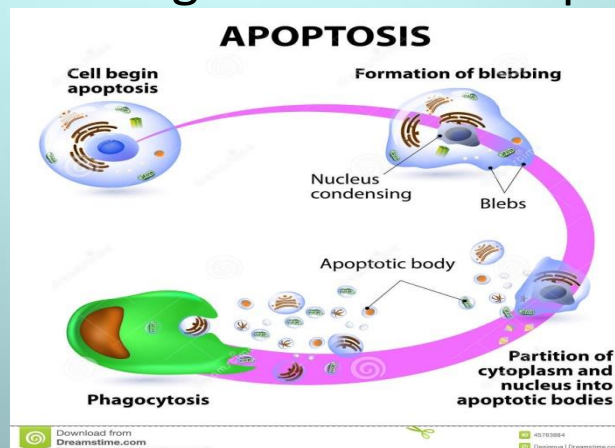 APOPTOSIS
Cell begin
apoptosis
Formation of blebbing
Nucleus
condensing
Blebs
Apoptotic body
Partition of
cytoplasm and
nucleus into
apoptotic bodies
Phagocytosis
Download from
Dreamstime.com
45763884